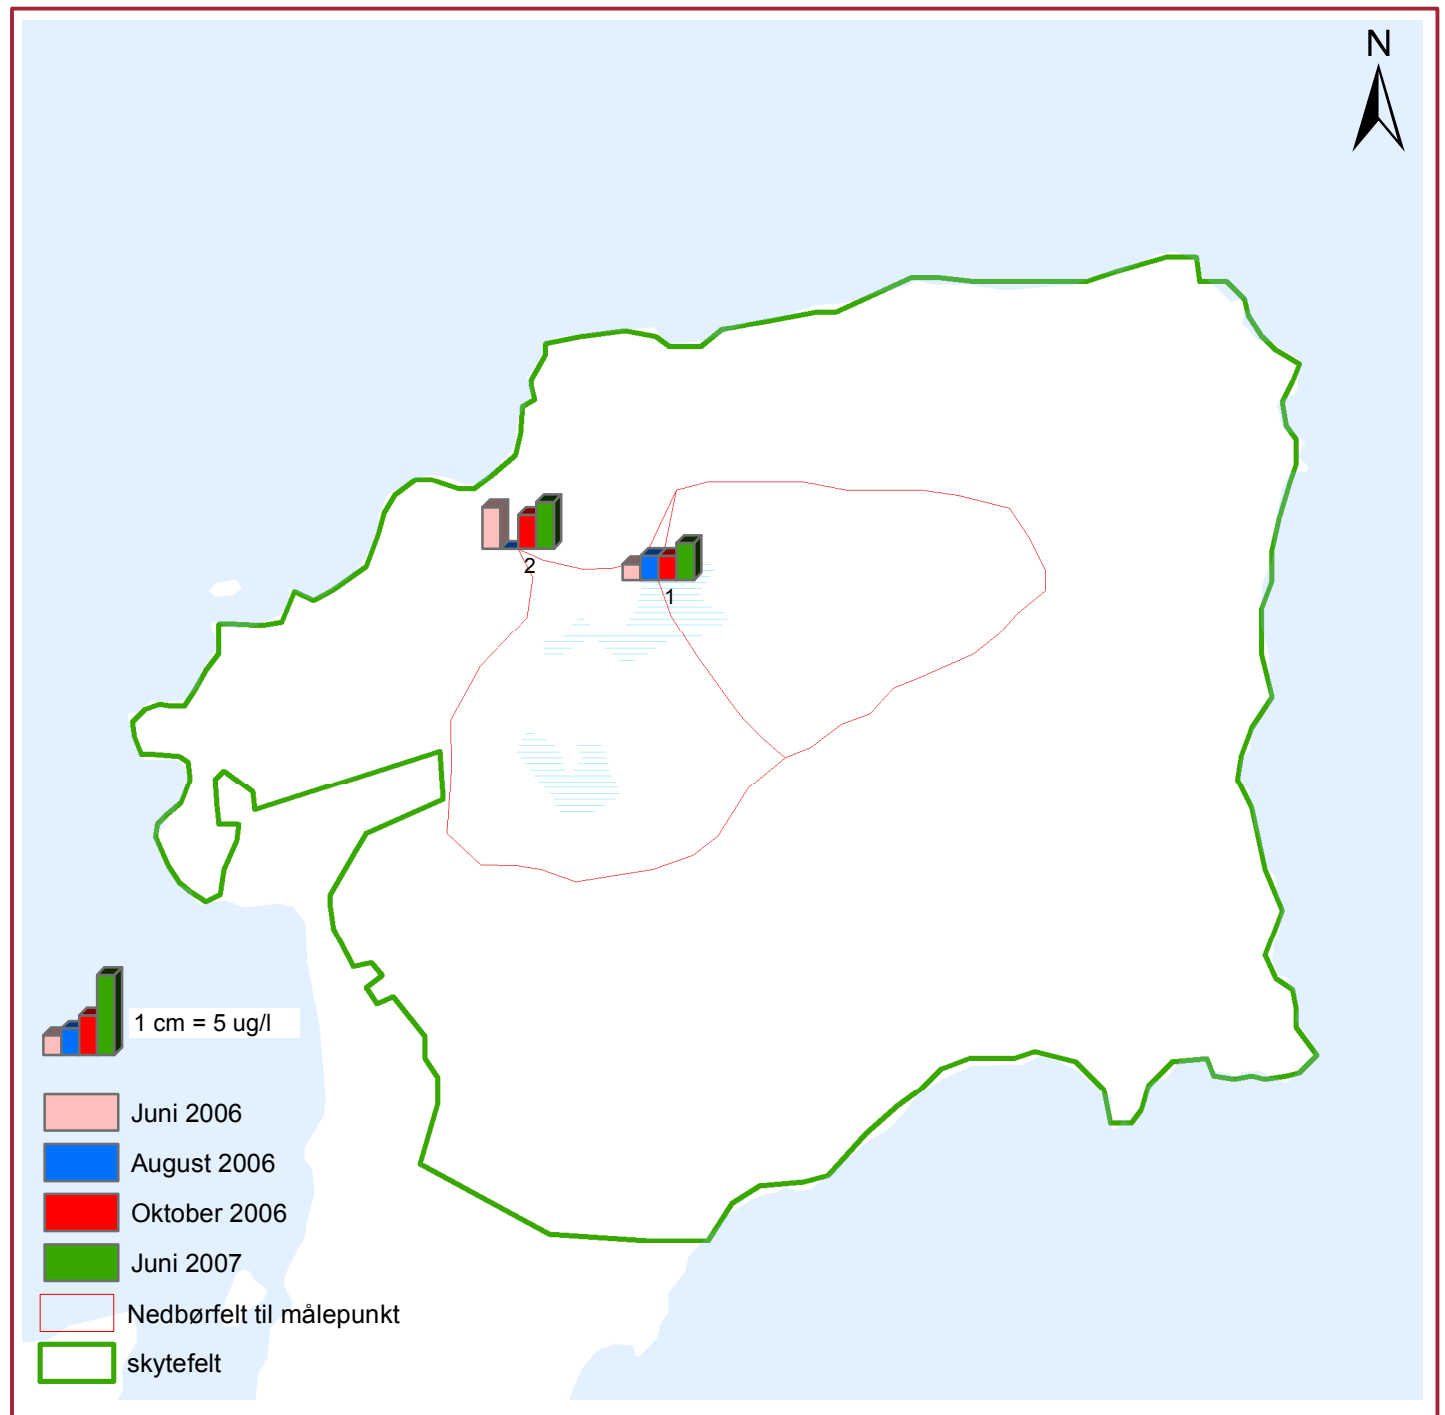 N
2
1
1 cm = 5 ug/l
Juni 2006
August 2006
Oktober 2006
Juni 2007
Nedbørfelt til målepunkt
skytefelt